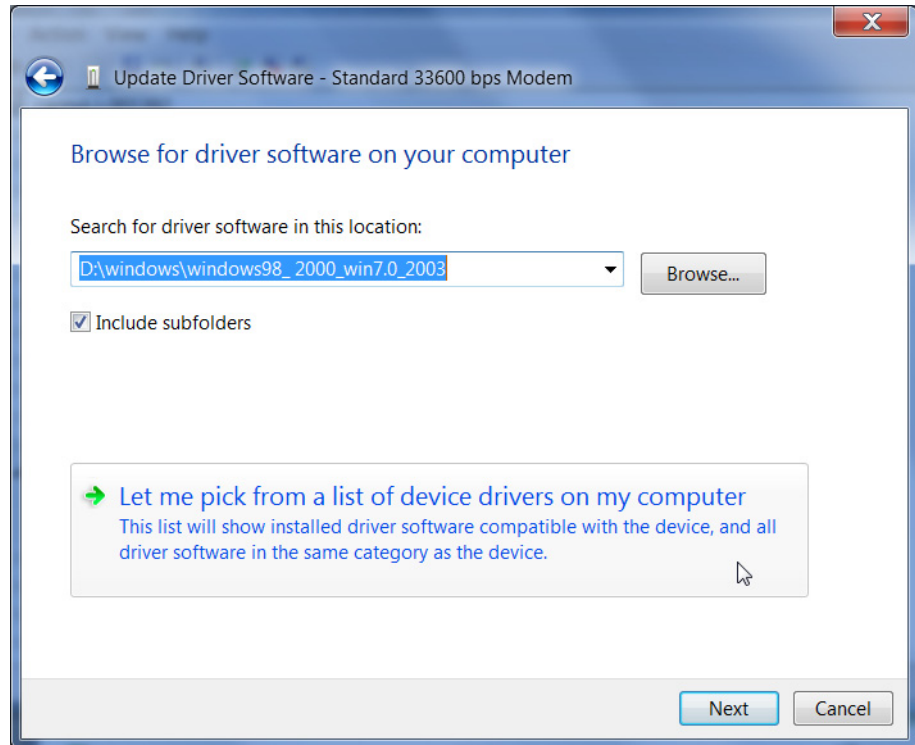 Update Driver Software - Standard 33600 bps Modem
Browse for driver software on your computer
Search for driver software in this location:
D:\windows\windows98_ 2000_win7.0_2003
Browse...
Include subfolders
Let me pick from a list of device drivers on my computer
This list will show installed driver software compatible with the device, and all
driver software in the same category as the device.
Next
Cancel